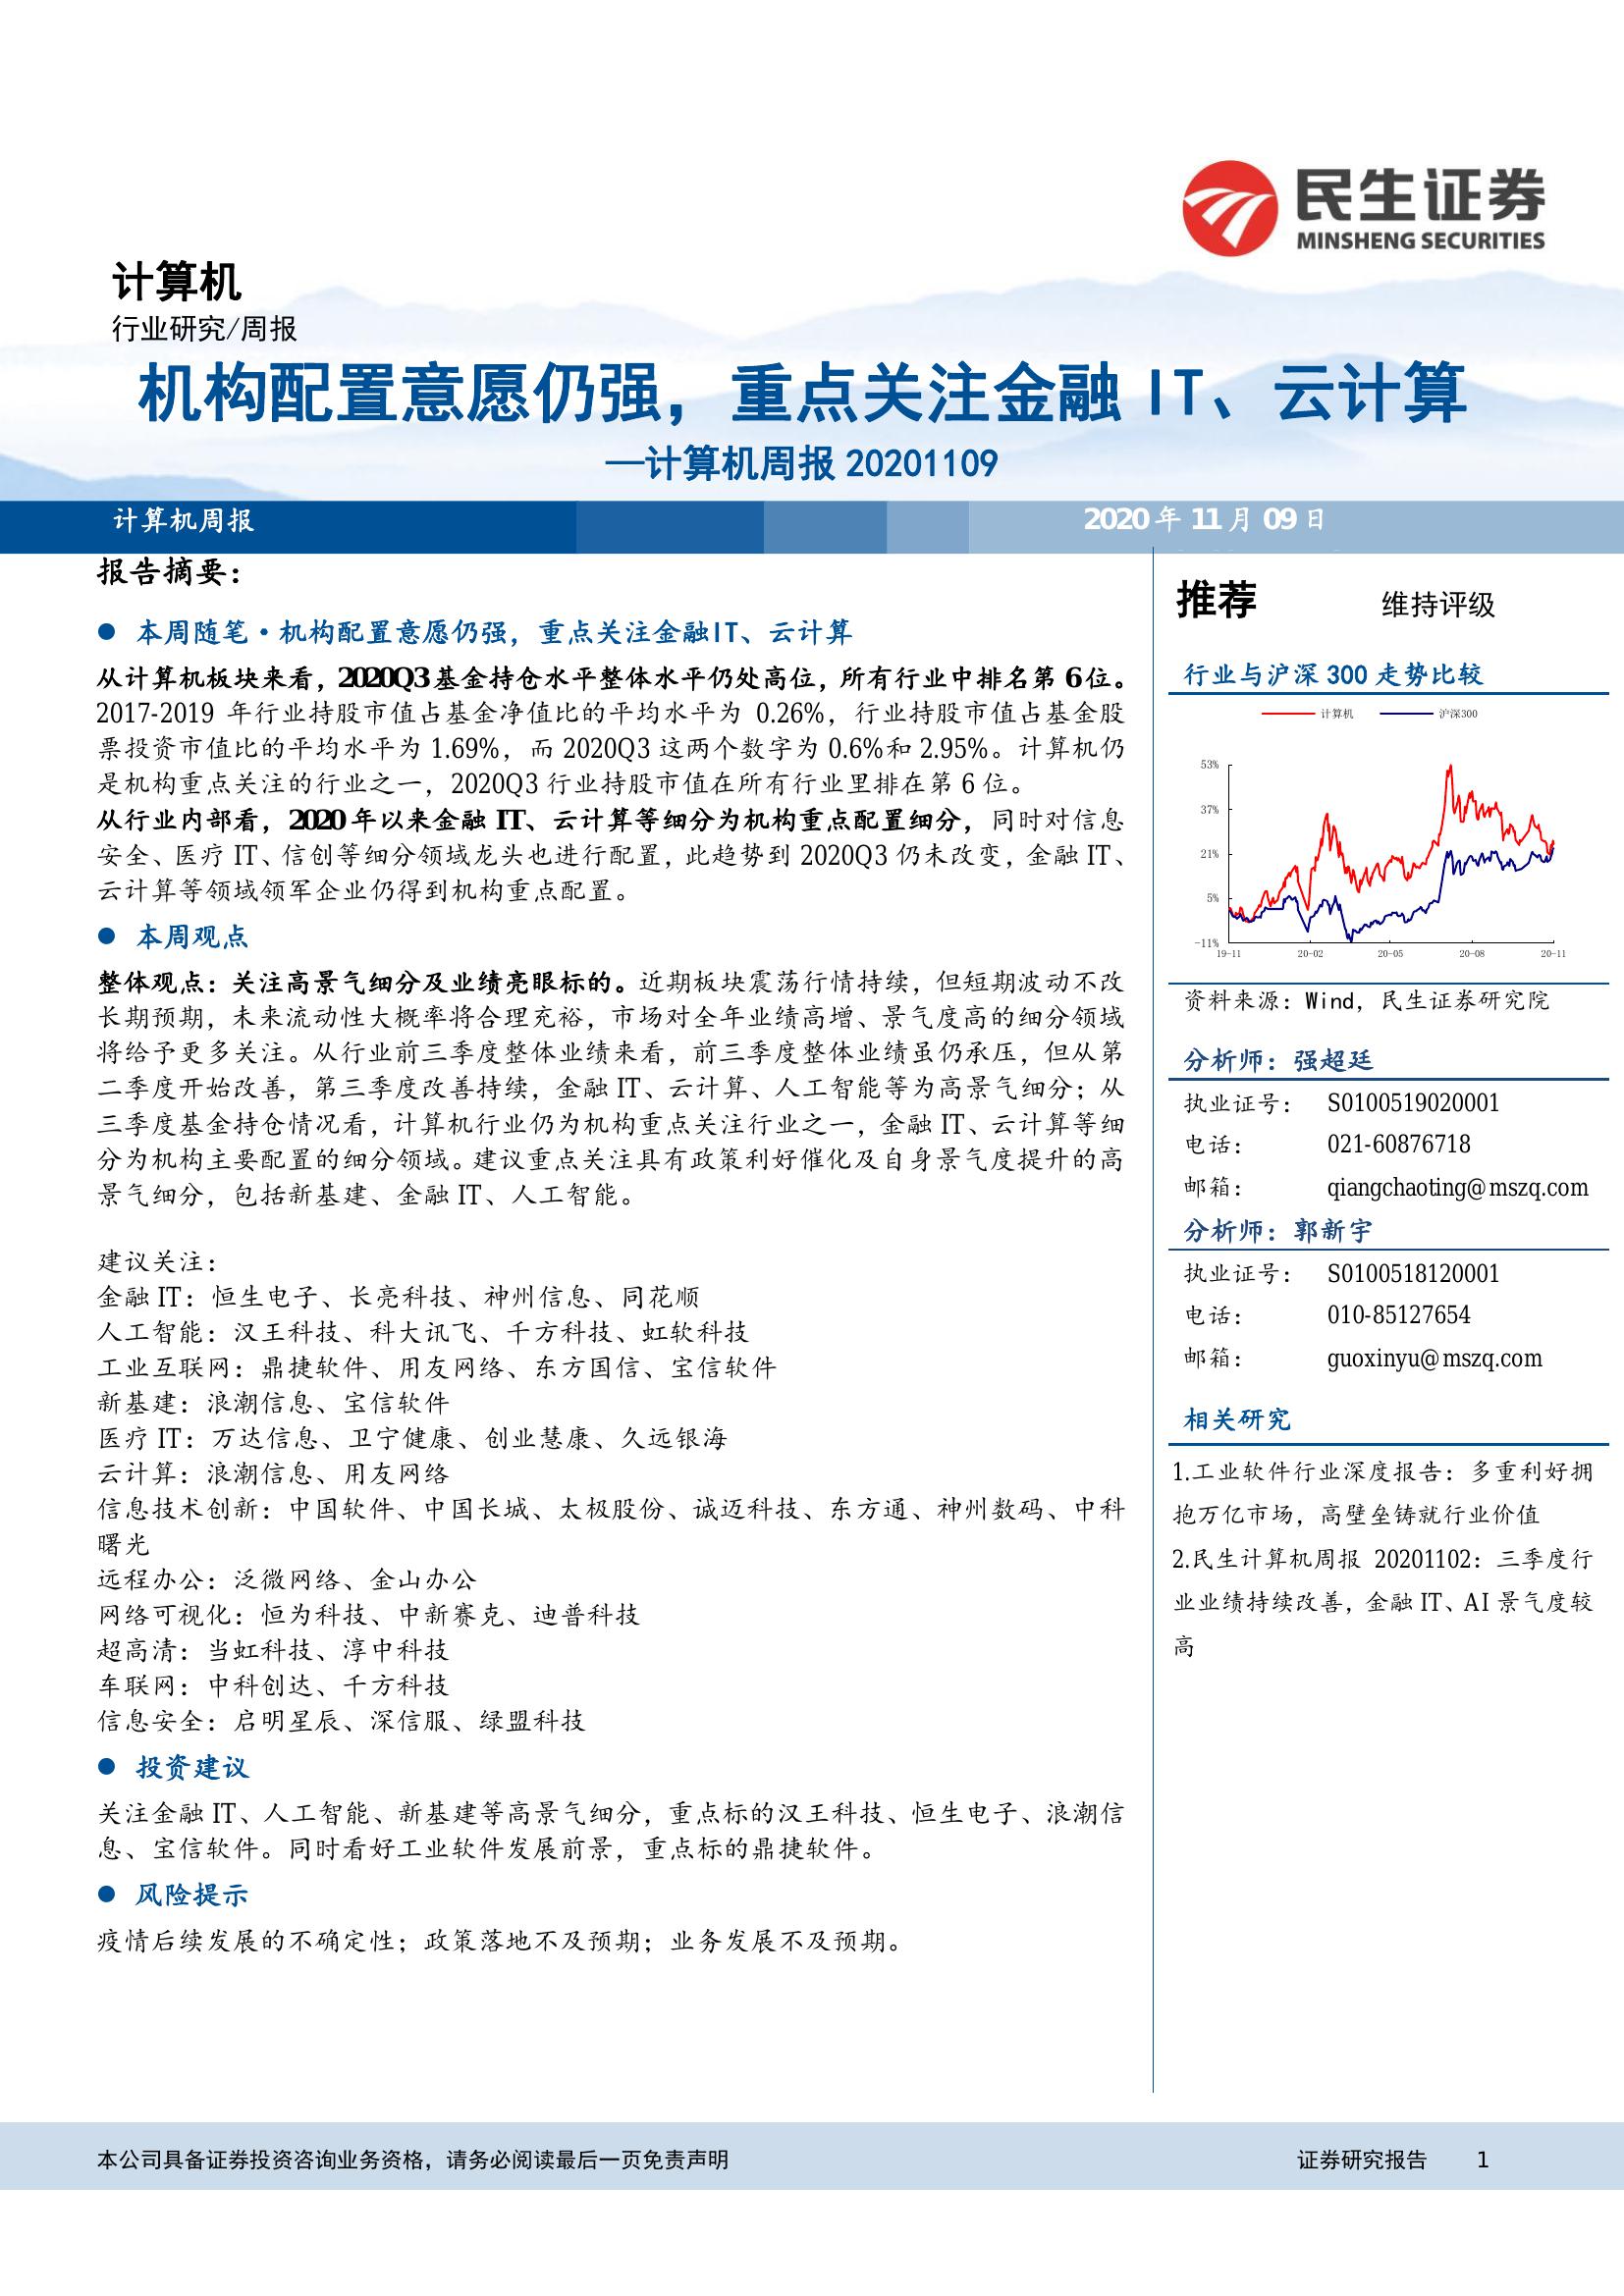 民生证券
MINSHENG SECURITIES
计算机
行业研究/周报
机构配置意愿仍强，重点关注金融 IT、云计算
—计算机周报 20201109
计算机周报
2020 年 11 月 09 日
报告摘要：
● 本周随笔·机构配置意愿仍强，重点关注金融IT、云计算
从计算机板块来看，2020Q3 基金持仓水平整体水平仍处高位，所有行业中排名第 6 位。
2017-2019 年行业持股市值占基金净值比的平均水平为 0.26%，行业持股市值占基金股
票投资市值比的平均水平为 1.69%，而 2020Q3 这两个数字为 0.6%和 2.95%。计算机仍
是机构重点关注的行业之一，2020Q3 行业持股市值在所有行业里排在第 6 位。
从行业内部看，2020 年以来金融 IT、云计算等细分为机构重点配置细分，同时对信息
安全、医疗 IT、信创等细分领域龙头也进行配置，此趋势到 2020Q3 仍未改变，金融 IT、
云计算等领域领军企业仍得到机构重点配置。
● 本周观点
整体观点：关注高景气细分及业绩亮眼标的。近期板块震荡行情持续，但短期波动不改
长期预期，未来流动性大概率将合理充裕，市场对全年业绩高增、景气度高的细分领域
将给予更多关注。从行业前三季度整体业绩来看，前三季度整体业绩虽仍承压，但从第
二季度开始改善，第三季度改善持续，金融 IT、云计算、人工智能等为高景气细分；从
三季度基金持仓情况看，计算机行业仍为机构重点关注行业之一，金融 IT、云计算等细
分为机构主要配置的细分领域。建议重点关注具有政策利好催化及自身景气度提升的高
景气细分，包括新基建、金融 IT、人工智能。
建议关注：
金融 IT：恒生电子、长亮科技、神州信息、同花顺
人工智能：汉王科技、科大讯飞、千方科技、虹软科技
工业互联网：鼎捷软件、用友网络、东方国信、宝信软件
新基建：浪潮信息、宝信软件
医疗 IT：万达信息、卫宁健康、创业慧康、久远银海
云计算：浪潮信息、用友网络
信息技术创新：中国软件、中国长城、太极股份、诚迈科技、东方通、神州数码、中科
曙光
远程办公：泛微网络、金山办公
网络可视化：恒为科技、中新赛克、迪普科技
超高清：当虹科技、淳中科技
车联网：中科创达、千方科技
信息安全：启明星辰、深信服、绿盟科技
● 投资建议
关注金融 IT、人工智能、新基建等高景气细分，重点标的汉王科技、恒生电子、浪潮信
息、宝信软件。同时看好工业软件发展前景，重点标的鼎捷软件。
● 风险提示
疫情后续发展的不确定性；政策落地不及预期；业务发展不及预期。
推荐 维持评级
行业与沪深 300 走势比较
计算机 沪深300
53%
37%
21%
5%
-11%
19-11 20-02 20-05 20-08 20-11
资料来源：Wind，民生证券研究院
分析师：强超廷
执业证号： S0100519020001
电话： 021-60876718
邮箱： qiangchaoting@mszq.com
分析师：郭新宇
执业证号： S0100518120001
电话： 010-85127654
邮箱： guoxinyu@mszq.com
相关研究
1.工业软件行业深度报告：多重利好拥
抱万亿市场，高壁垒铸就行业价值
2.民生计算机周报 20201102：三季度行
业业绩持续改善，金融 IT、AI 景气度较
高
本公司具备证券投资咨询业务资格，请务必阅读最后一页免责声明
证券研究报告 1